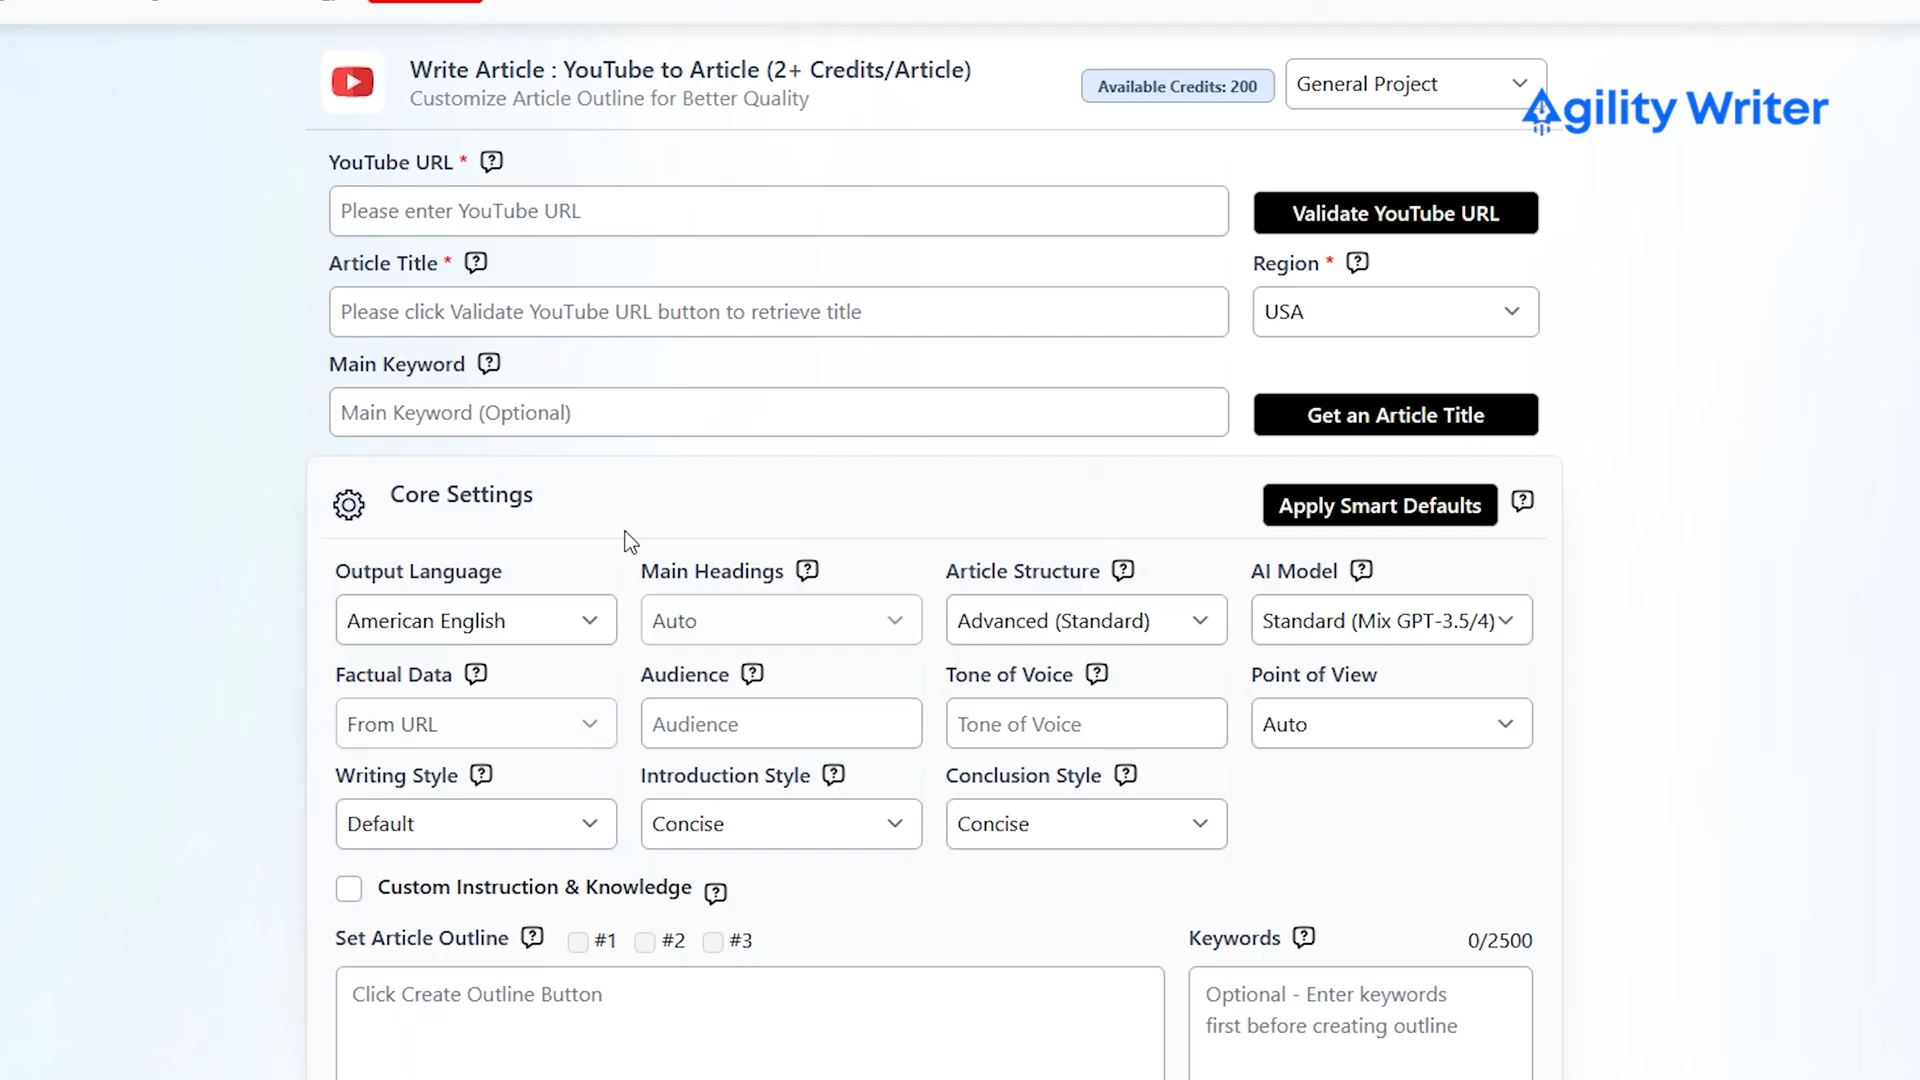 Write Article : YouTube to Article (2+ Credits/Article)
Customize Article Outline for Better Quality
Available Credits: 200
General Project
Agility Writer
YouTube URL *
Please enter YouTube URL
Validate YouTube URL
Article Title *
Region *
Please click Validate YouTube URL button to retrieve title
USA
Main Keyword
Main Keyword (Optional)
Get an Article Title
Core Settings
Apply Smart Defaults
Output Language
Main Headings
Article Structure
AI Model
American English
Auto
Advanced (Standard)
Standard (Mix GPT-3.5/4)
Factual Data
Audience
Tone of Voice
Point of View
From URL
Audience
Tone of Voice
Auto
Writing Style
Introduction Style
Conclusion Style
Default
Concise
Concise
Custom Instruction & Knowledge
Set Article Outline
#1
#2
#3
Keywords
0/2500
Click Create Outline Button
Optional - Enter keywords
first before creating outline